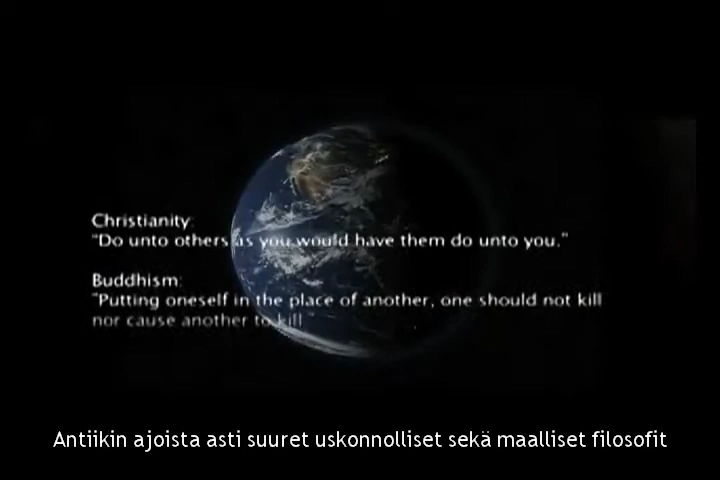 Christianity:
"Do unto others as you would have them do unto you."
Buddhism:
"Putting oneself in the place of another, one should not kill
nor cause another to kill"
Antiikin ajoista asti suuret uskonnolliset sekä maalliset filosofit